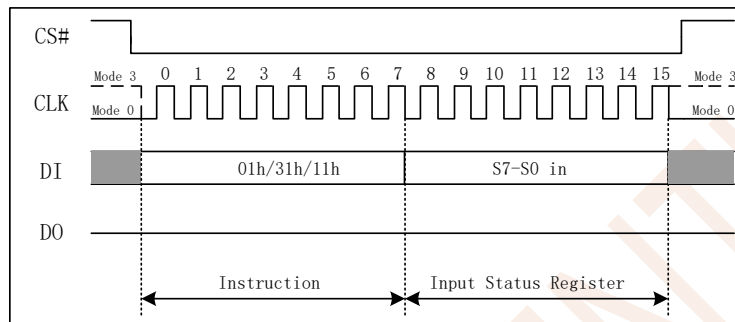 CS#
Mode 3 0 1 2 3 4 5 6 7 8 9 10 11 12 13 14 15 Mode 3
CLK
Mode 0 Mode 0
DI 01h/31h/11h S7-S0 in
DO
Instruction Input Status Register